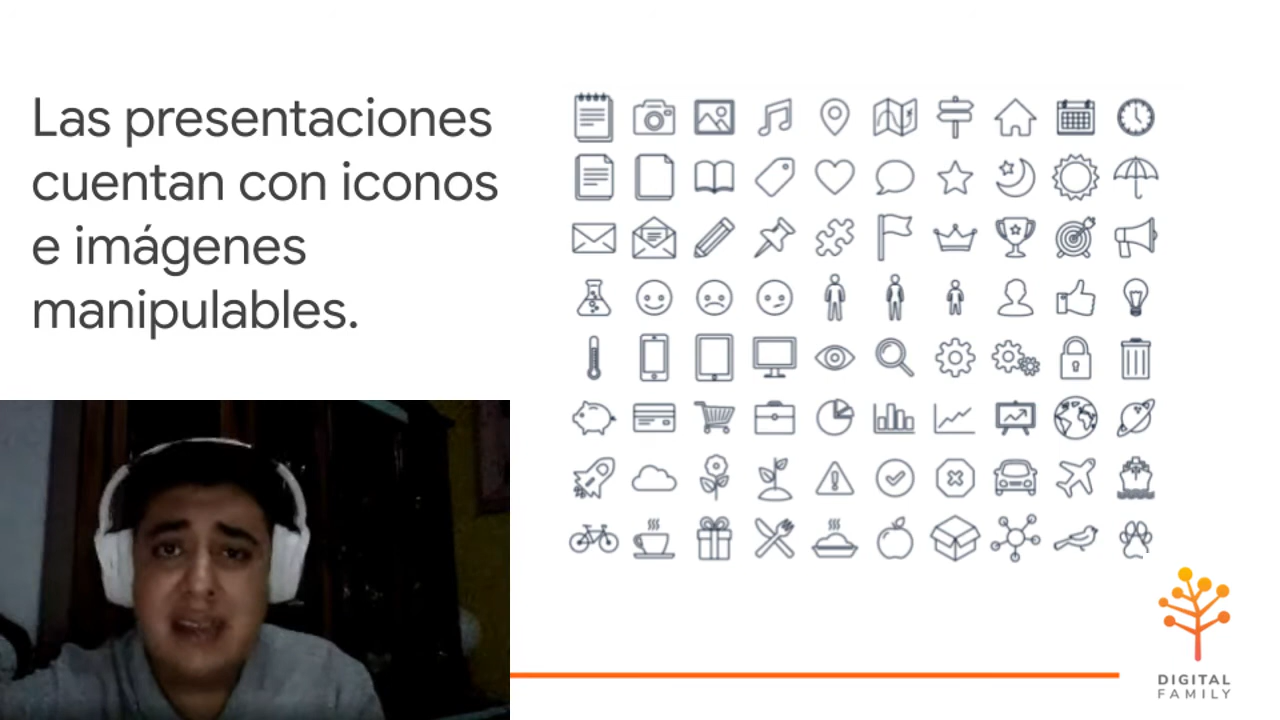 Las presentaciones
cuentan con iconos
e imágenes
manipulables.
DIGITAL
FAMILY